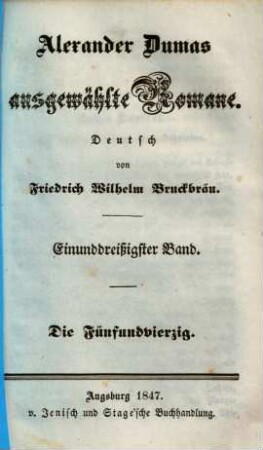 Alexander Dumas
ausgewählte Romane.
Deutsch
von
Friedrich Wilhelm Bruckbräu.
Einunddreißigster Band.
Die Fünfundvierzig.
Augsburg 1847.
v. Jenisch und Stage'sche Buchhandlung.